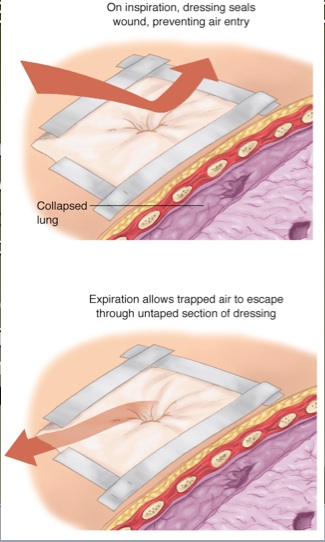 On inspiration, dressing seals
wound, preventing air entry
Collapsed
lung
Expiration allows trapped air to escape
through untaped section of dressing